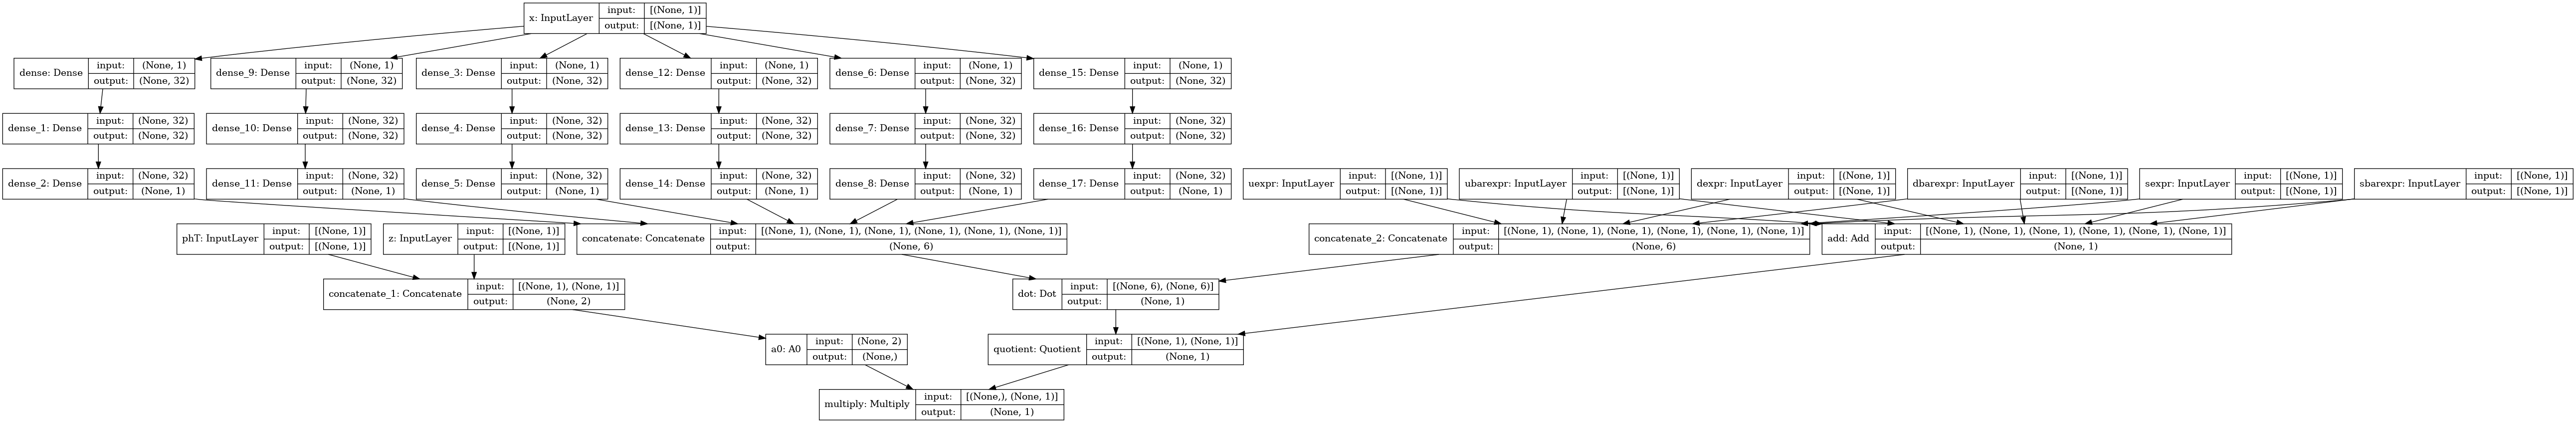 x: InputLayer input: [(None, 1)]
output: [(None, 1)]
dense: Dense input: (None, 1)
output: (None, 32)
dense_9: Dense input: (None, 1)
output: (None, 32)
dense_3: Dense input: (None, 1)
output: (None, 32)
dense_12: Dense input: (None, 1)
output: (None, 32)
dense_6: Dense input: (None, 1)
output: (None, 32)
dense_15: Dense input: (None, 1)
output: (None, 32)
dense_1: Dense input: (None, 32)
output: (None, 32)
dense_10: Dense input: (None, 32)
output: (None, 32)
dense_4: Dense input: (None, 32)
output: (None, 32)
dense_13: Dense input: (None, 32)
output: (None, 32)
dense_7: Dense input: (None, 32)
output: (None, 32)
dense_16: Dense input: (None, 32)
output: (None, 32)
dense_2: Dense input: (None, 32)
output: (None, 1)
dense_11: Dense input: (None, 32)
output: (None, 1)
dense_5: Dense input: (None, 32)
output: (None, 1)
dense_14: Dense input: (None, 32)
output: (None, 1)
dense_8: Dense input: (None, 32)
output: (None, 1)
dense_17: Dense input: (None, 32)
output: (None, 1)
uexpr: InputLayer input: [(None, 1)]
output: [(None, 1)]
ubarexpr: InputLayer input: [(None, 1)]
output: [(None, 1)]
dexpr: InputLayer input: [(None, 1)]
output: [(None, 1)]
dbarexpr: InputLayer input: [(None, 1)]
output: [(None, 1)]
sexpr: InputLayer input: [(None, 1)]
output: [(None, 1)]
sbarexpr: InputLayer input: [(None, 1)]
output: [(None, 1)]
phT: InputLayer input: [(None, 1)]
output: [(None, 1)]
z: InputLayer input: [(None, 1)]
output: [(None, 1)]
concatenate: Concatenate input: [(None, 1), (None, 1), (None, 1), (None, 1), (None, 1), (None, 1)]
output: (None, 6)
concatenate_2: Concatenate input: [(None, 1), (None, 1), (None, 1), (None, 1), (None, 1), (None, 1)]
output: (None, 6)
add: Add input: [(None, 1), (None, 1), (None, 1), (None, 1), (None, 1), (None, 1)]
output: (None, 1)
concatenate_1: Concatenate input: [(None, 1), (None, 1)]
output: (None, 2)
dot: Dot input: [(None, 6), (None, 6)]
output: (None, 1)
a0: A0 input: (None, 2)
output: (None,)
quotient: Quotient input: [(None, 1), (None, 1)]
output: (None, 1)
multiply: Multiply input: [(None,), (None, 1)]
output: (None, 1)